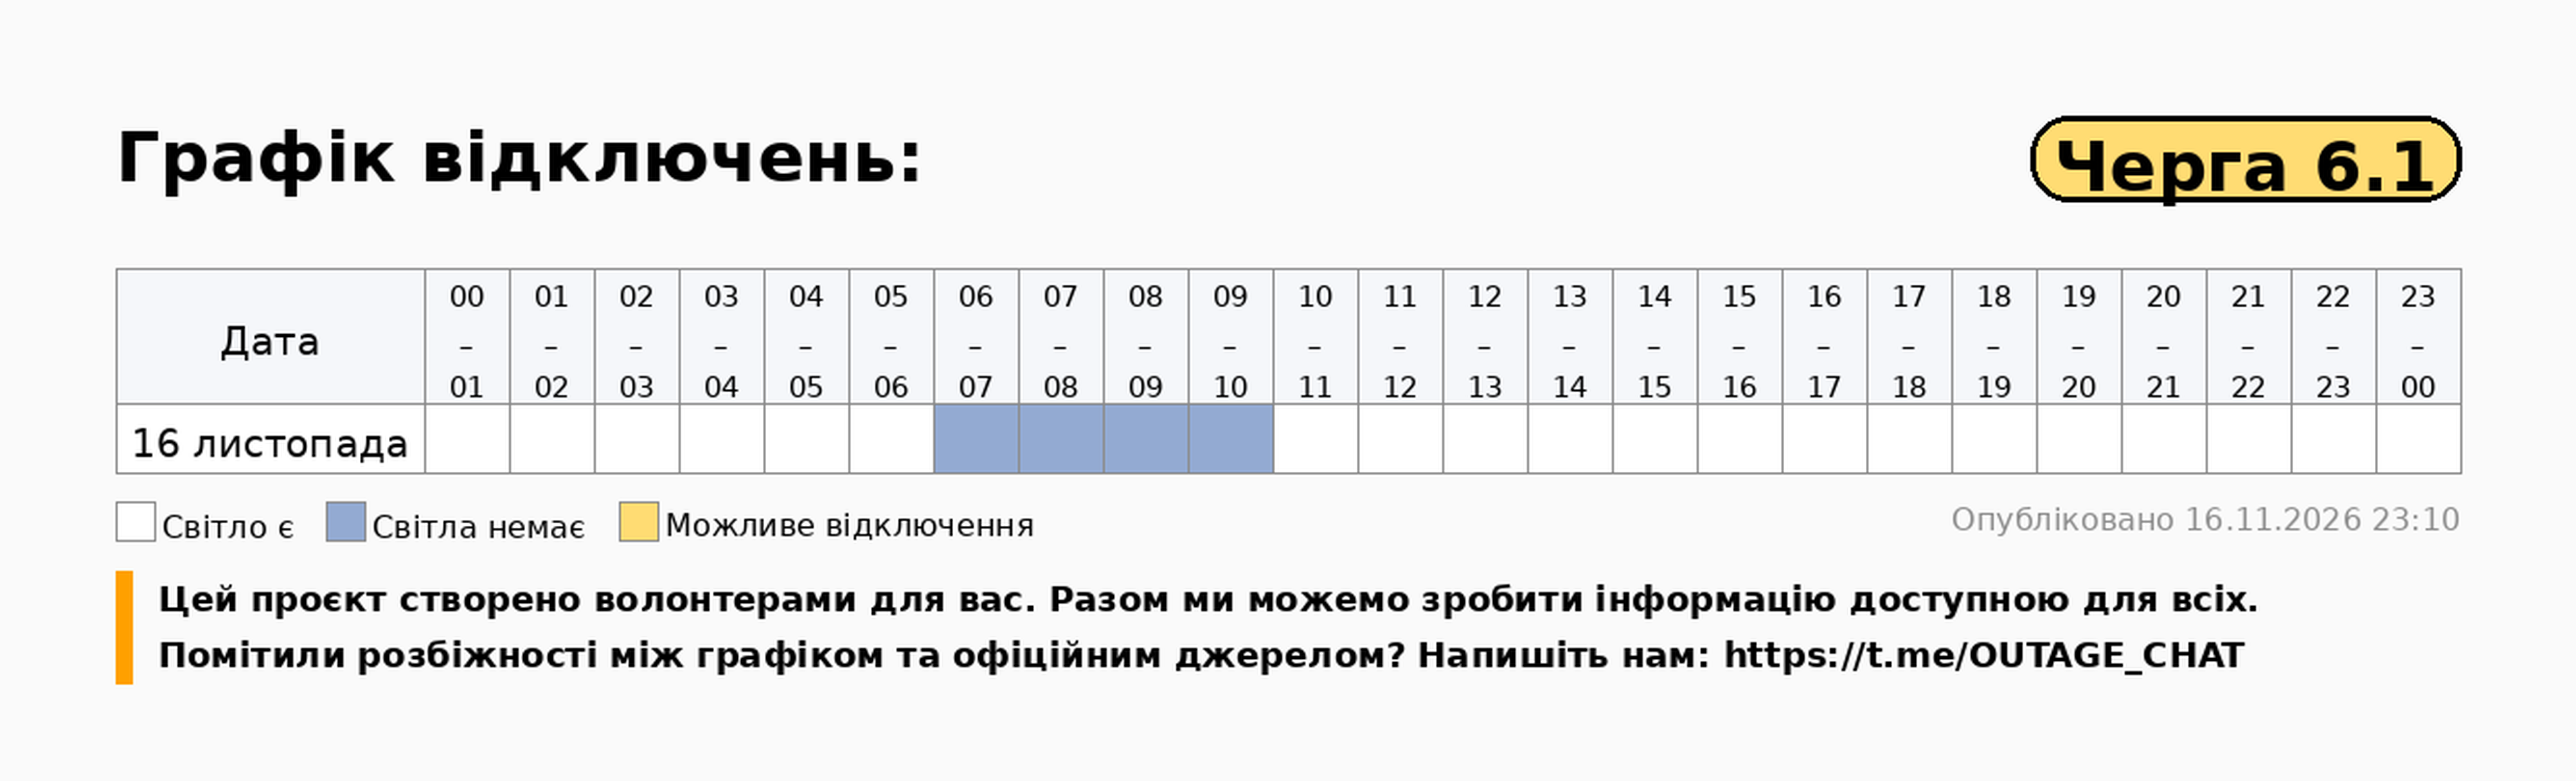 Графік відключень:
Черга 6.1
Дата
00 – 01
01 – 02
02 – 03
03 – 04
04 – 05
05 – 06
06 – 07
07 – 08
08 – 09
09 – 10
10 – 11
11 – 12
12 – 13
13 – 14
14 – 15
15 – 16
16 – 17
17 – 18
18 – 19
19 – 20
20 – 21
21 – 22
22 – 23
23 – 00
16 листопада
Світло є
Світла немає
Можливе відключення
Опубліковано 16.11.2026 23:10
Цей проєкт створено волонтерами для вас. Разом ми можемо зробити інформацію доступною для всіх.
Помітили розбіжності між графіком та офіційним джерелом? Напишіть нам: https://t.me/OUTAGE_CHAT